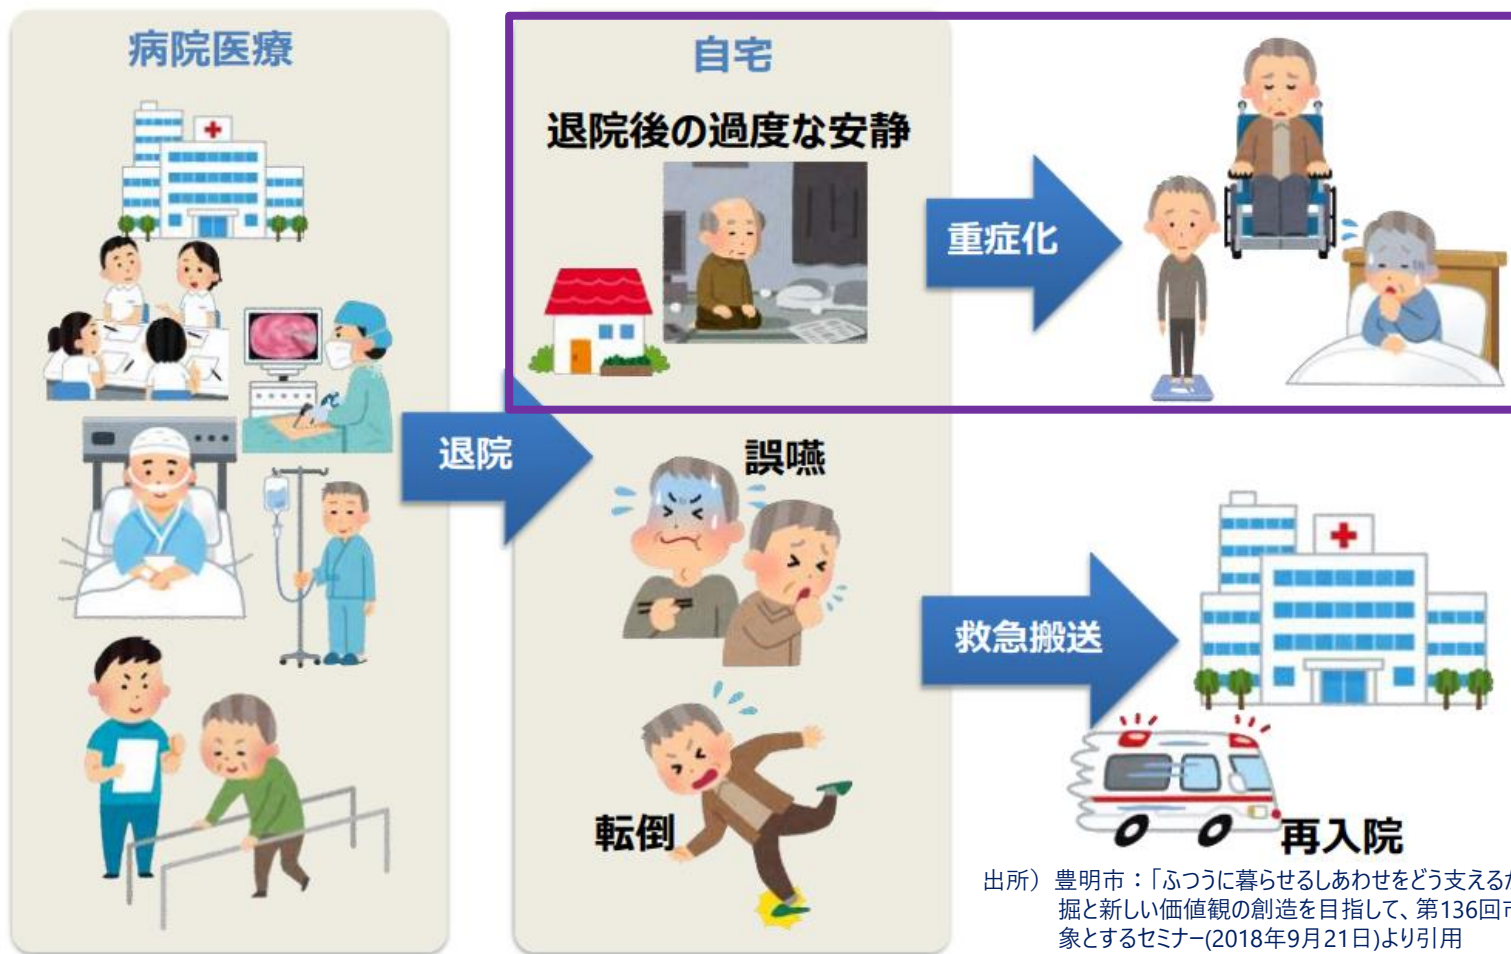 病院医療
退院
自宅
退院後の過度な安静
重症化
誤嚥
転倒
救急搬送
再入院
出所）豊明市：「ふつうに暮らせるしあわせをどう支えるか
掘と新しい価値観の創造を目指して、第136回市
象とするセミナー(2018年9月21日)より引用